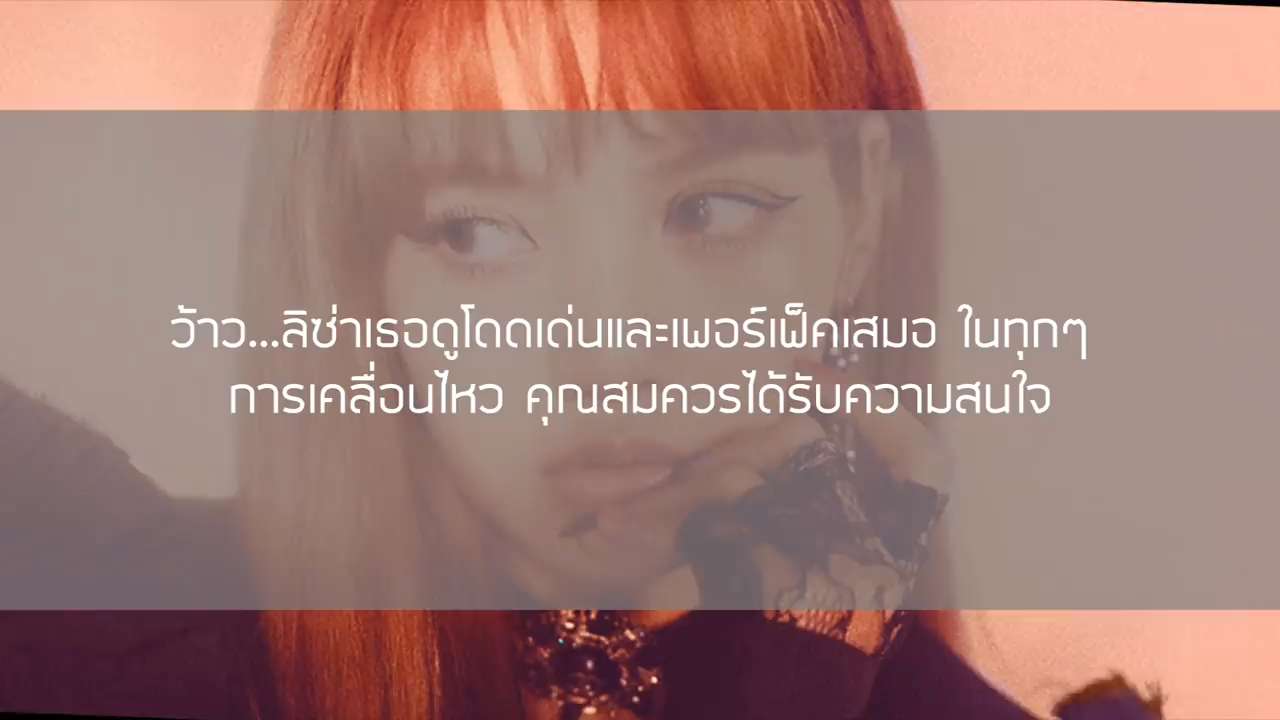 ว้าว...ลิซ่าเธอดูโดดเด่นและเพอร์เฟ็คเสมอ ในทุกๆ
การเคลื่อนไหว คุณสมควรได้รับความสนใจ